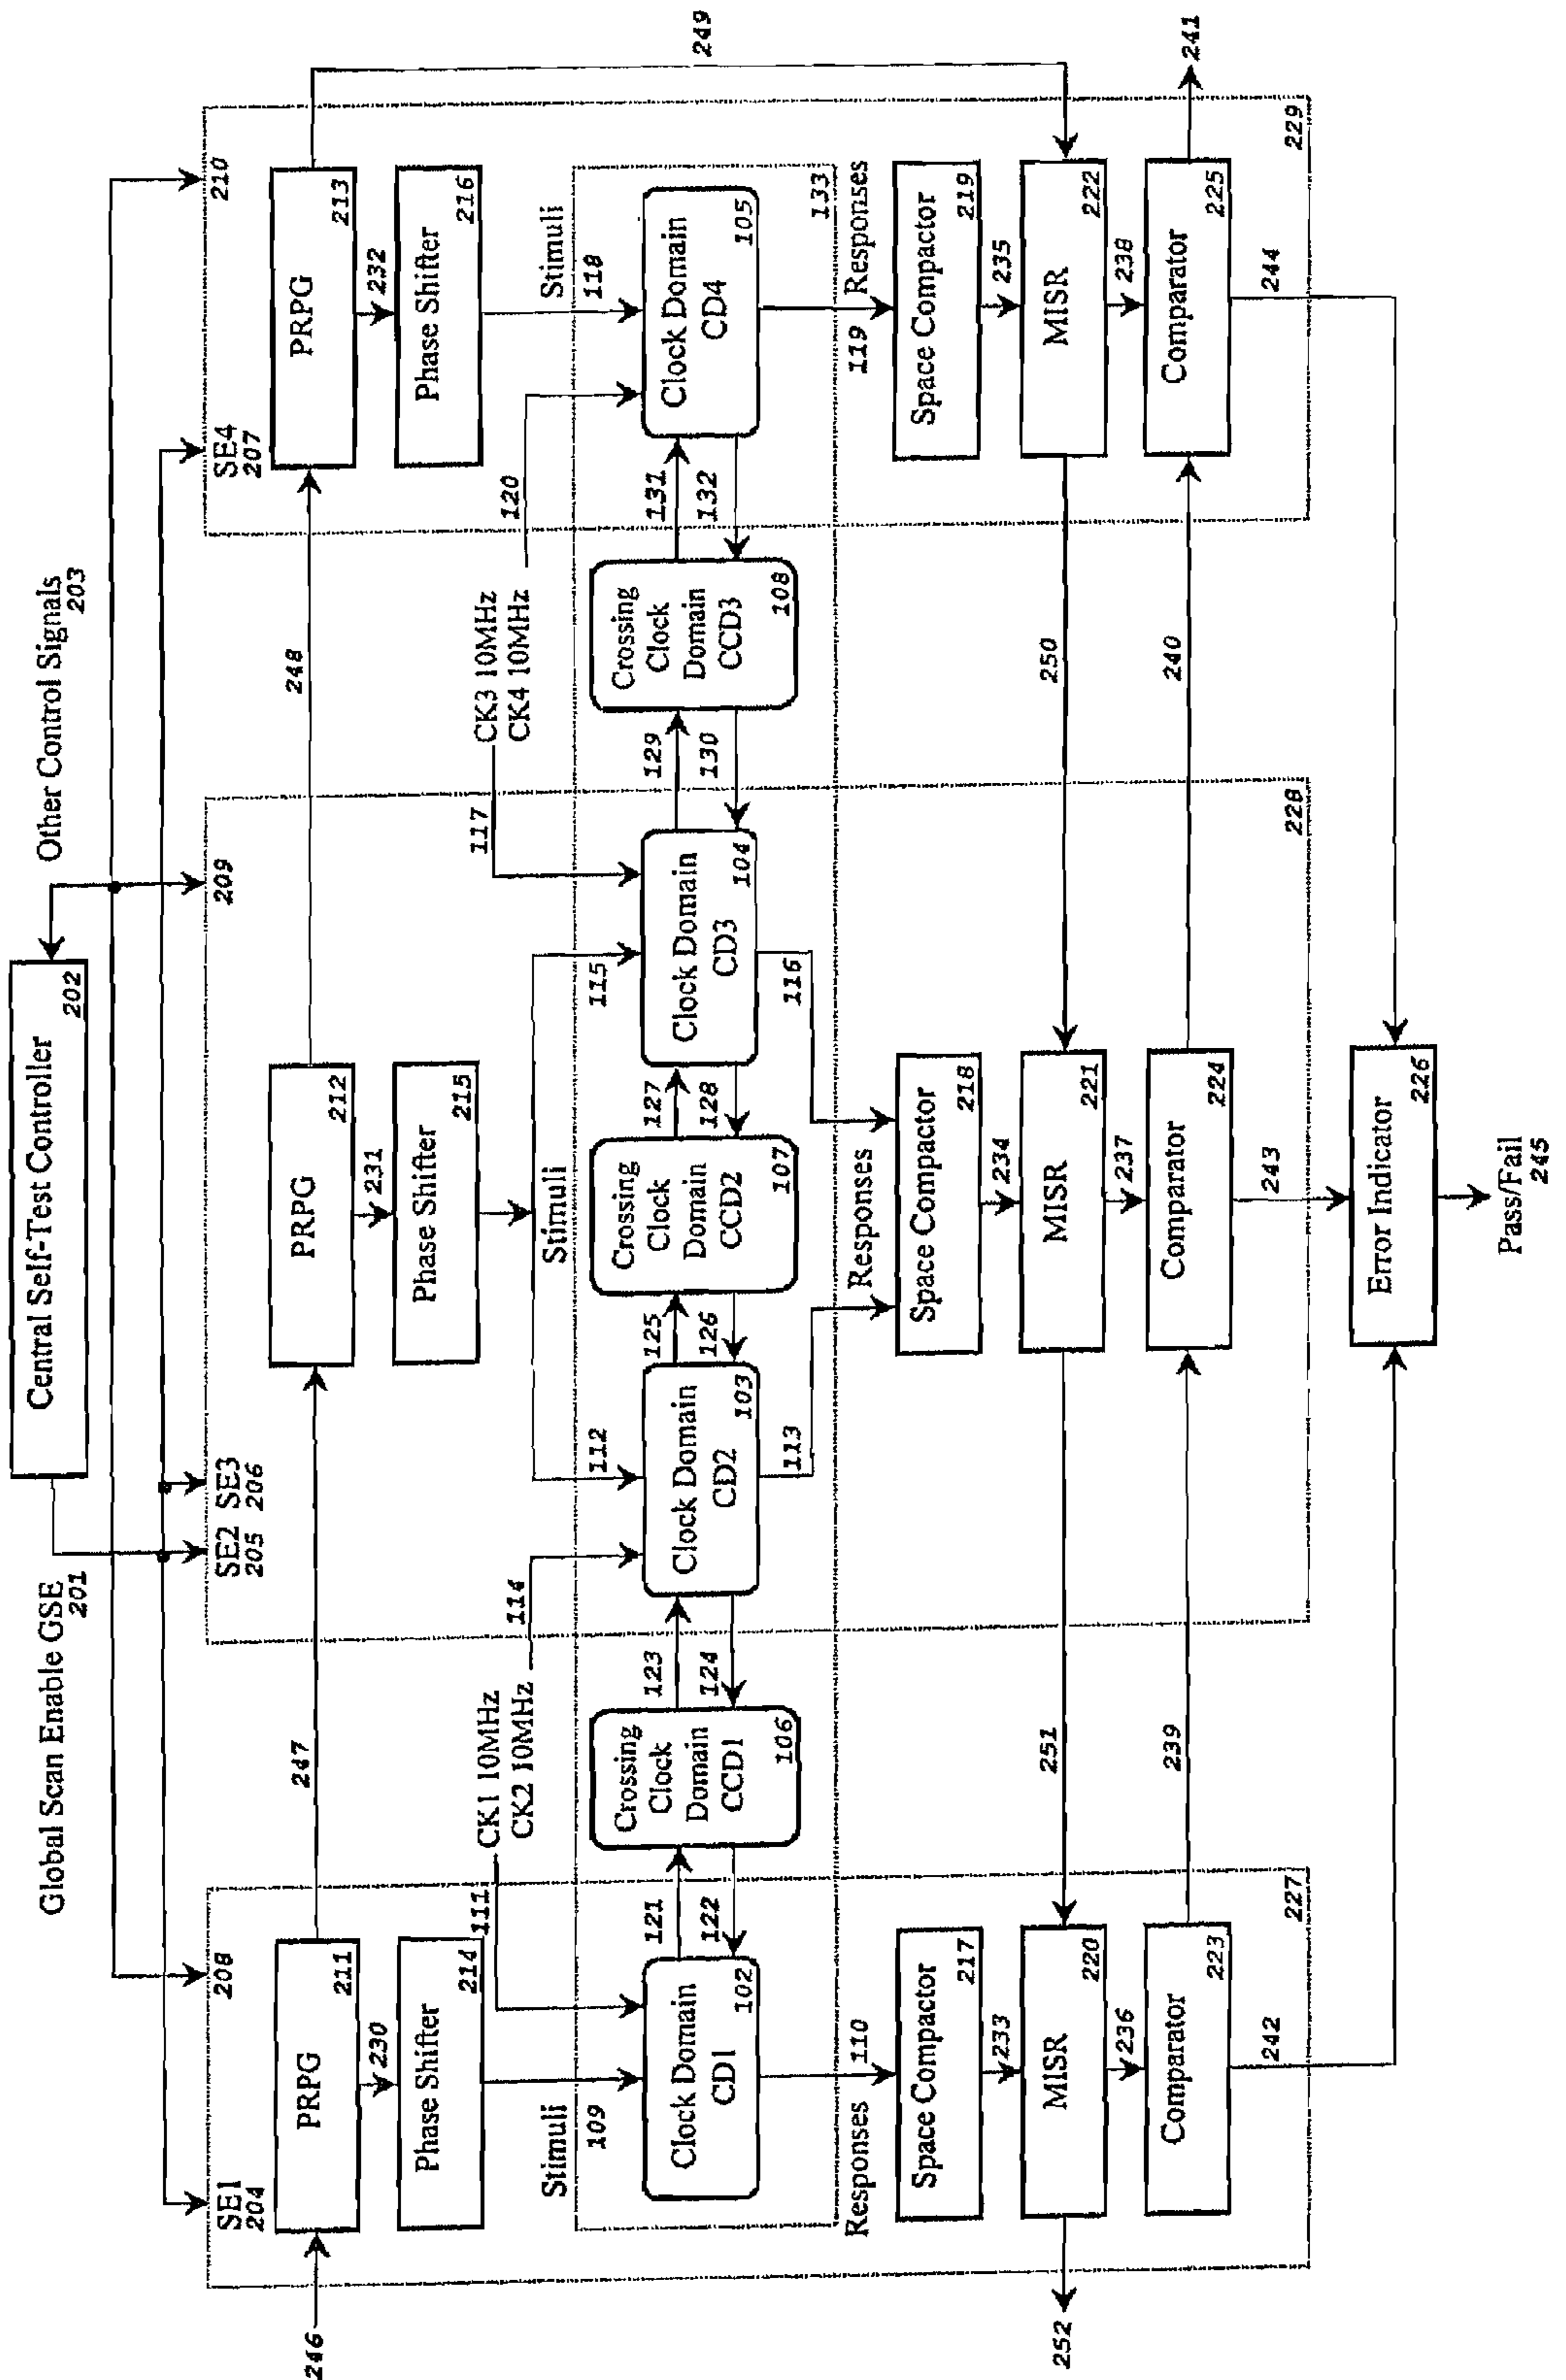 Central Self-Test Controller
202
Global Scan Enable GSE
201
Other Control Signals
203
SE1
204
208
SE2
205
SE3
206
209
SE4
207
210
246
PRPG
211
247
PRPG
212
248
PRPG
213
249
230
231
232
Phase Shifter
214
Phase Shifter
215
Phase Shifter
216
111
CK1 10MHz
CK2 10MHz
114
117
CK3 10MHz
CK4 10MHz
120
Stimuli
109
112
Stimuli
115
Stimuli
118
Clock Domain
CD1
102
121
122
Crossing
Clock
Domain
CCD1
106
123
124
Clock Domain
CD2
103
125
126
Crossing
Clock
Domain
CCD2
107
127
128
Clock Domain
CD3
104
129
130
Crossing
Clock
Domain
CCD3
108
131
132
Clock Domain
CD4
105
113
116
133
Responses
110
Responses
119
Responses
Space Compactor
217
Space Compactor
218
Space Compactor
219
233
234
235
252
MISR
220
251
MISR
221
250
MISR
222
236
237
238
Comparator
223
239
Comparator
224
240
Comparator
225
241
242
243
244
227
228
229
Error Indicator
226
Pass/Fail
245